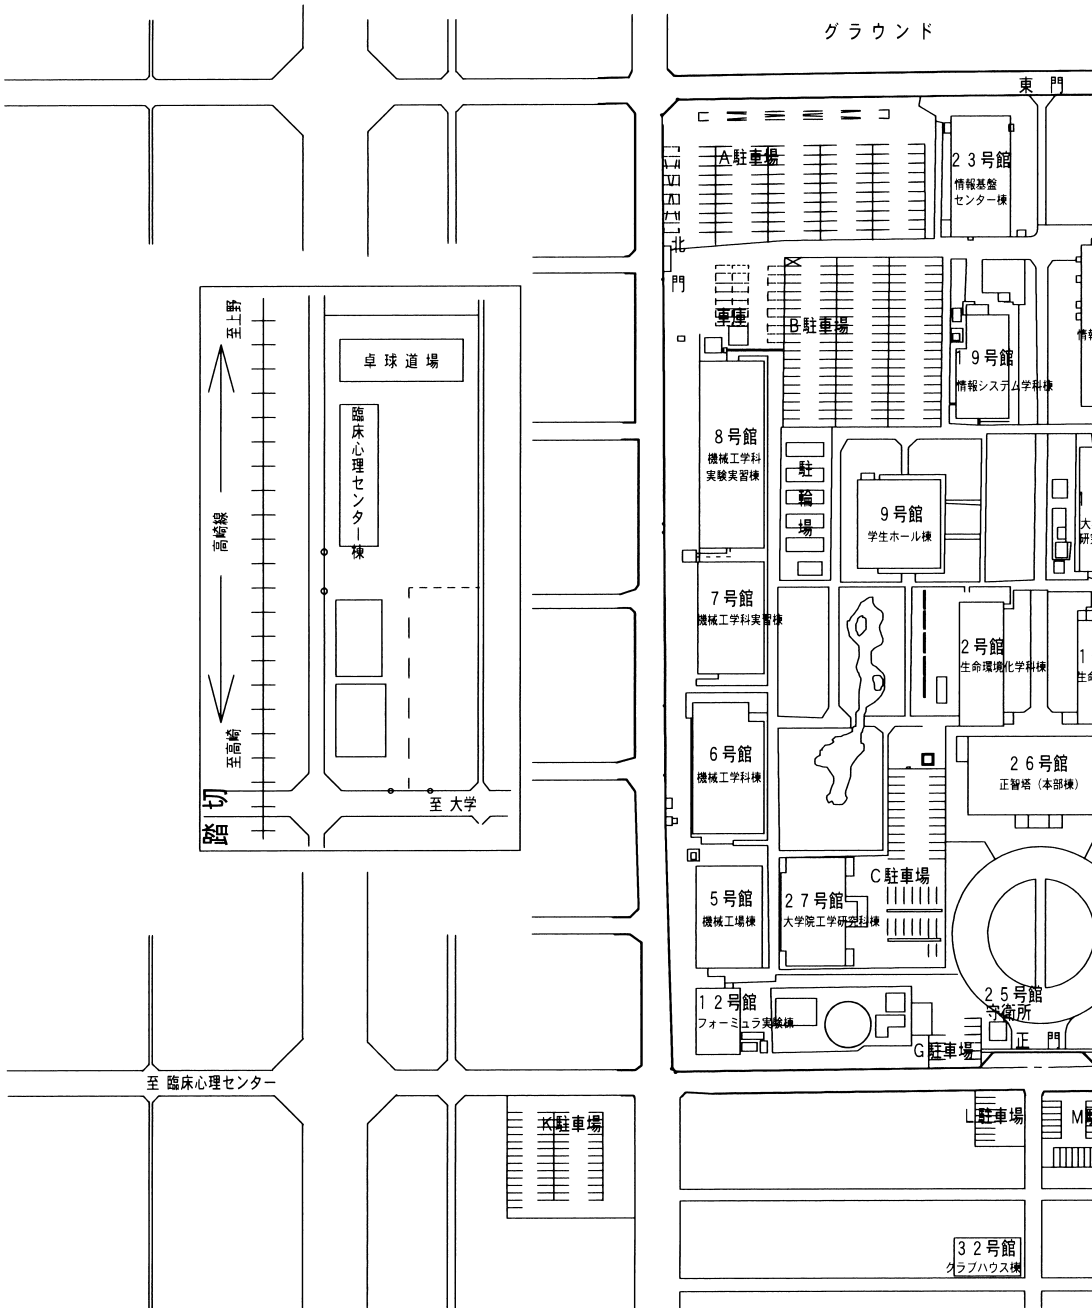 グラウンド
東 門
A駐車場
２３号館
情報基盤
センター棟
北
門
車庫
B駐車場
１９号館
情報システム学科棟
至上野
高崎線
至高崎
卓 球 道 場
臨床心理センター棟
踏 切
至 大学
８号館
機械工学科
実験実習棟
駐輪場
９号館
学生ホール棟
７号館
機械工学科実習棟
２号館
生命環境化学科棟
６号館
機械工学科棟
２６号館
正智塔（本部棟）
C駐車場
５号館
機械工場棟
２７号館
大学院工学研究科棟
１２号館
フォーミュラ実験棟
２５号館
守衛所
正 門
G駐車場
至 臨床心理センター
K駐車場
L駐車場
３２号館
クラブハウス棟